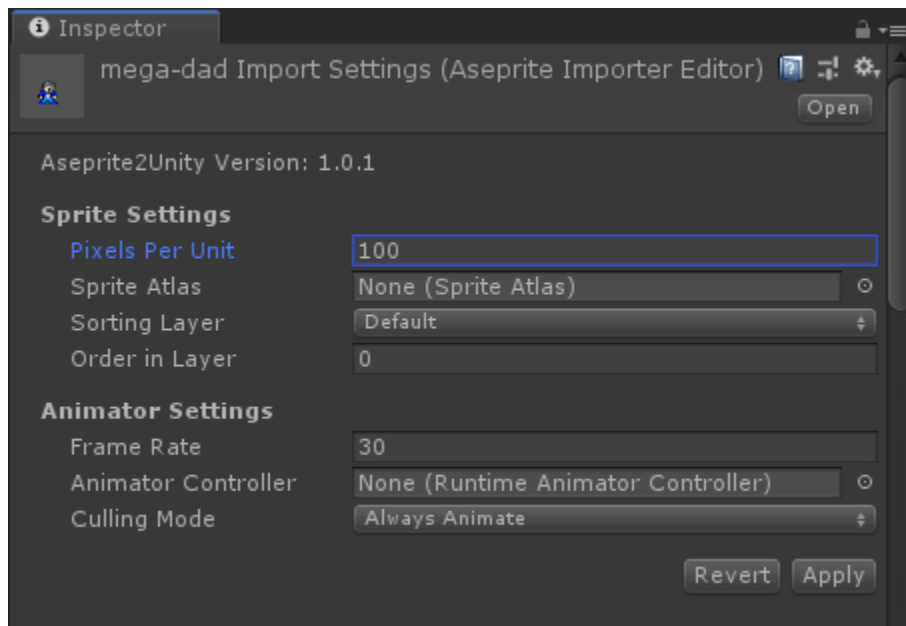 Inspector
mega-dad Import Settings (Aseprite Importer Editor)
Open
Aseprite2Unity Version: 1.0.1
Sprite Settings
Pixels Per Unit 100
Sprite Atlas None (Sprite Atlas)
Sorting Layer Default
Order in Layer 0
Animator Settings
Frame Rate 30
Animator Controller None (Runtime Animator Controller)
Culling Mode Always Animate
Revert Apply